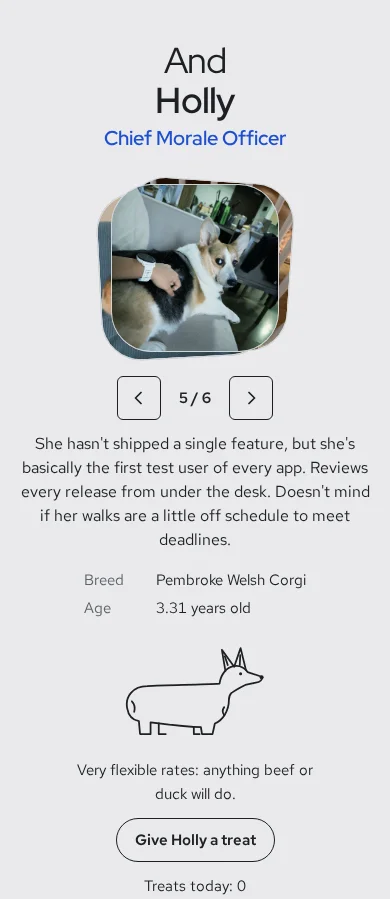 And
Holly
Chief Morale Officer
5 / 6
She hasn't shipped a single feature, but she's
basically the first test user of every app. Reviews
every release from under the desk. Doesn't mind
if her walks are a little off schedule to meet
deadlines.
Breed Pembroke Welsh Corgi
Age 3.31 years old
Very flexible rates: anything beef or
duck will do.
Give Holly a treat
Treats today: 0